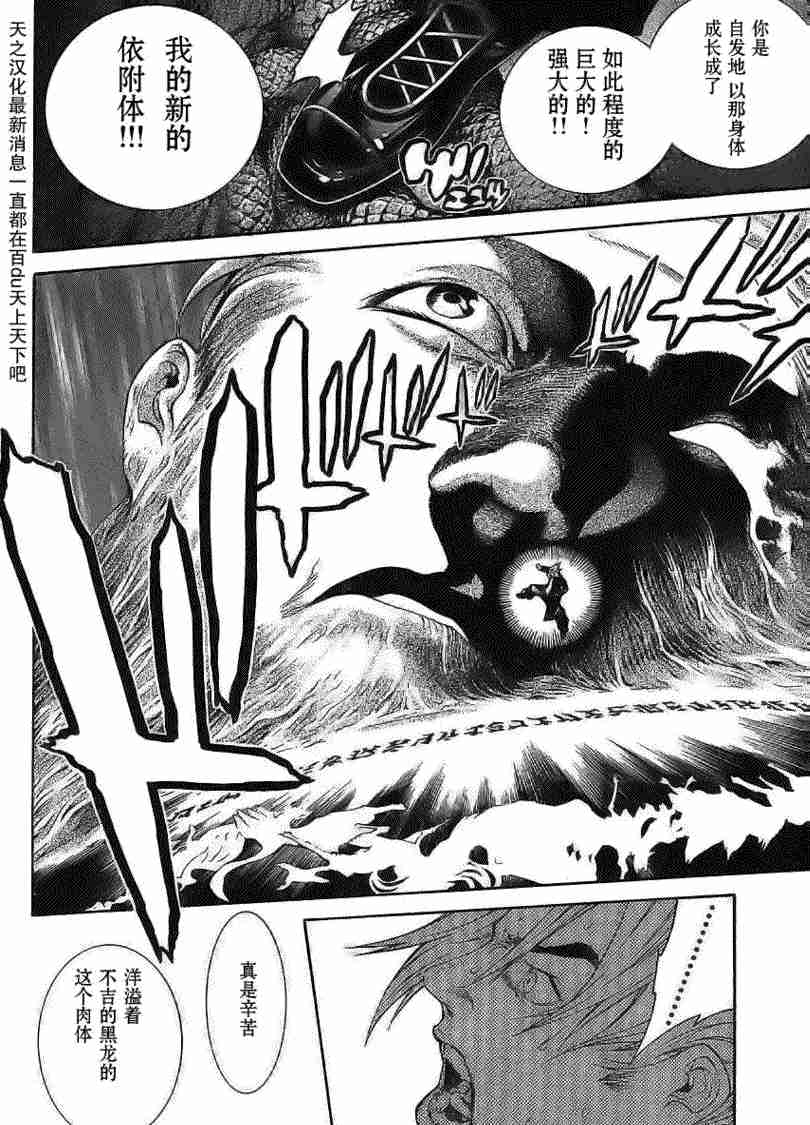 你是
自发地 以那身体
成长成了
如此程度的
巨大的!
强大的!!
我的新的
依附体!!!
天之汉化最新消息一直都在百du天上天下吧
真是辛苦
洋溢着
不吉的黑龙的
这个肉体